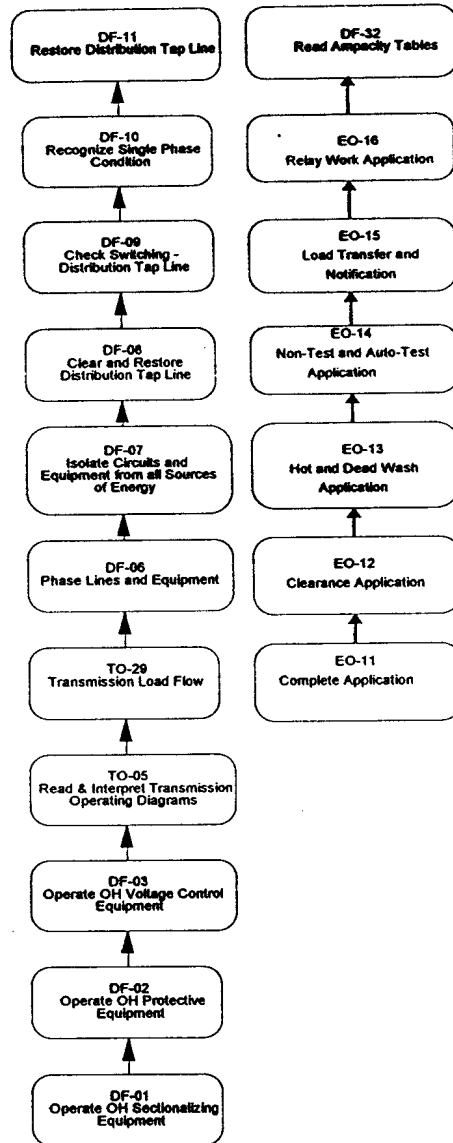 DF-11
Restore Distribution Tap Line
DF-10
Recognize Single Phase
Condition
DF-09
Check Switching -
Distribution Tap Line
DF-08
Clear and Restore
Distribution Tap Line
DF-07
Isolate Circuits and
Equipment from all Sources
of Energy
DF-06
Phase Lines and Equipment
TO-29
Transmission Load Flow
TO-05
Read & Interpret Transmission
Operating Diagrams
DF-03
Operate OH Voltage Control
Equipment
DF-02
Operate OH Protective
Equipment
DF-01
Operate OH Sectionalizing
Equipment
DF-32
Read Ampacity Tables
EO-16
Relay Work Application
EO-15
Load Transfer and
Notification
EO-14
Non-Test and Auto-Test
Application
EO-13
Hot and Dead Wash
Application
EO-12
Clearance Application
EO-11
Complete Application